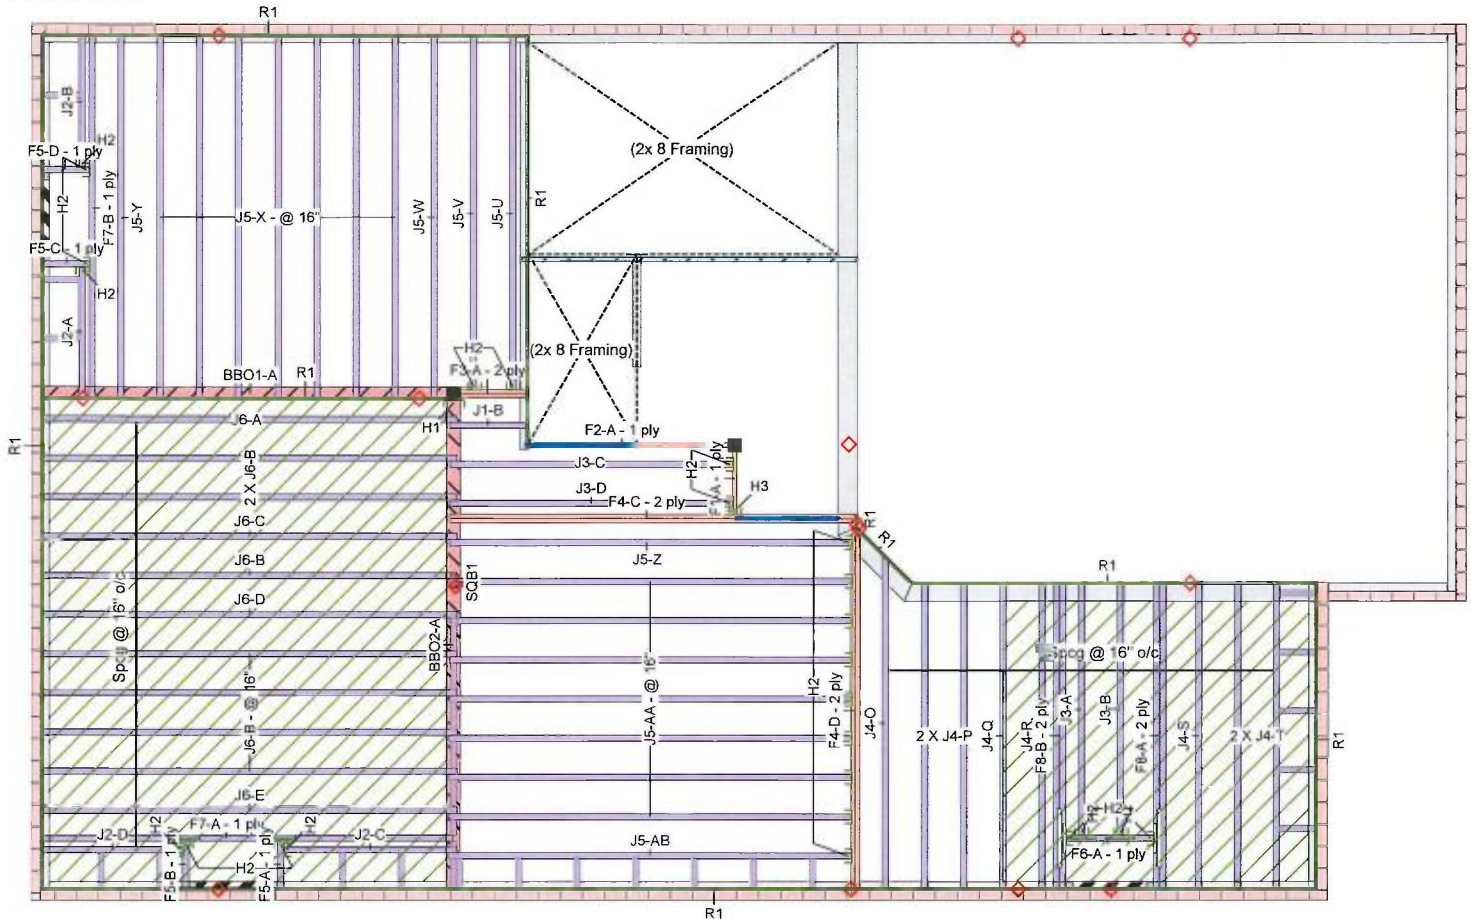 R1
J2-B
H2
F5-D - 1 ply
(2x 8 Framing)
H2
F7-B - 1 ply
J5-Y
J5-X - @ 16"
J5-W
J5-V
J5-U
R1
F5-C - 1 ply
H2
J2-A
(2x 8 Framing)
H2
F3-A - 2 ply
BBO1-A
R1
J1-B
J6-A
H1
F2-A - 1 ply
R1
2 X J6-B
J3-C
H2
F1-A - 1 ply
J3-D
H3
F4-C - 2 ply
J6-C
R1
R1
J6-B
J5-Z
R1
SQB1
J6-D
Spcg @ 16" o/c
BBO2-A
Spcg @ 16" o/c
J6-B - @ 16"
J5-AA - @ 16"
H2
F4-D - 2 ply
J4-O
2 X J4-P
J4-Q
J4-R
F8-B - 2 ply
J3-A
J3-B
F8-A - 2 ply
J4-S
2 X J4-T
R1
J6-E
H2
F7-A - 1 ply
H2
J2-D
J2-C
J5-AB
H2
F5-B - 1 ply
H2
F5-A - 1 ply
F6-A - 1 ply
R1